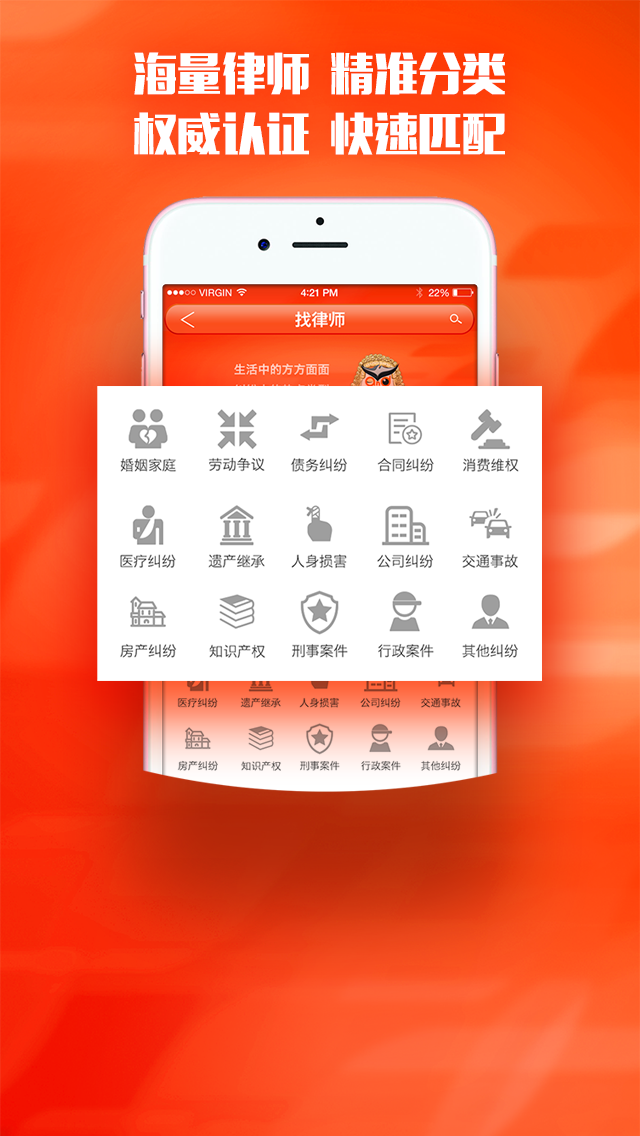 海量律师 精准分类
权威认证 快速匹配
VIRGIN 4:21 PM 22%
找律师
生活中的方方面面
婚姻家庭 劳动争议 债务纠纷 合同纠纷 消费维权
医疗纠纷 遗产继承 人身损害 公司纠纷 交通事故
房产纠纷 知识产权 刑事案件 行政案件 其他纠纷
医疗纠纷 遗产继承 人身损害 公司纠纷 交通事故
房产纠纷 知识产权 刑事案件 行政案件 其他纠纷